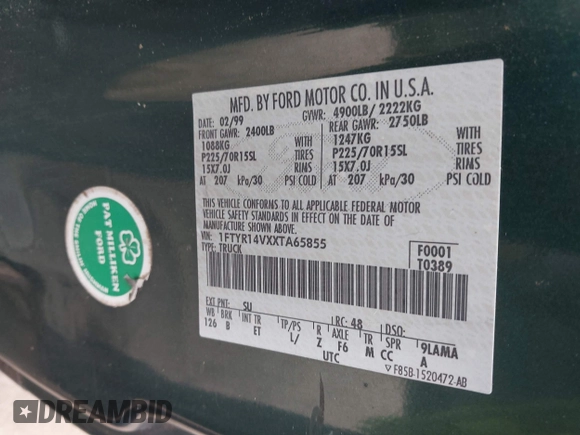 MFD. BY FORD MOTOR CO. IN U.S.A.
DATE: 02/99 GVWR: 4900LB/ 2222KG
FRONT GAWR: 2400LB REAR GAWR: 2750LB
1088KG WITH 1247KG WITH
P225/70R15SL TIRES P225/70R15SL TIRES
15X7.0J RIMS 15X7.0J RIMS
AT 207 kPa/30 PSI COLD AT 207 kPa/30 PSI COLD
THIS VEHICLE CONFORMS TO ALL APPLICABLE FEDERAL MOTOR
VEHICLE SAFETY AND THEFT PREVENTION STANDARDS IN EFFECT ON THE DATE OF
MANUFACTURE SHOWN ABOVE.
VIN: 1FTYR14VXXTA65855
TYPE: TRUCK
F0001
T0389
EXT PNT: SU RC: 48 DSO:
WB BRK INT TR TP/PS R AXLE TR SPR 9LAMA
126 B ET L/ Z F6 M CC A
UTC
▽ F85B-1520472-AB
PAT MILLIKEN
FORD
DREAMBID